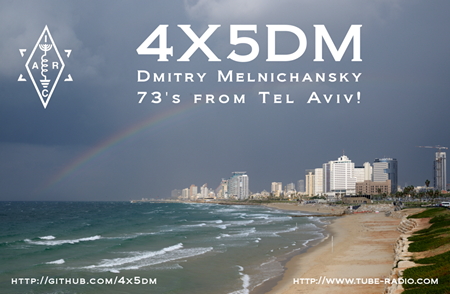 4X5DM
Dmitry Melnichansky
73's from Tel Aviv!
I
A R
C
http://github.com/4x5dm
http://www.tube-radio.com